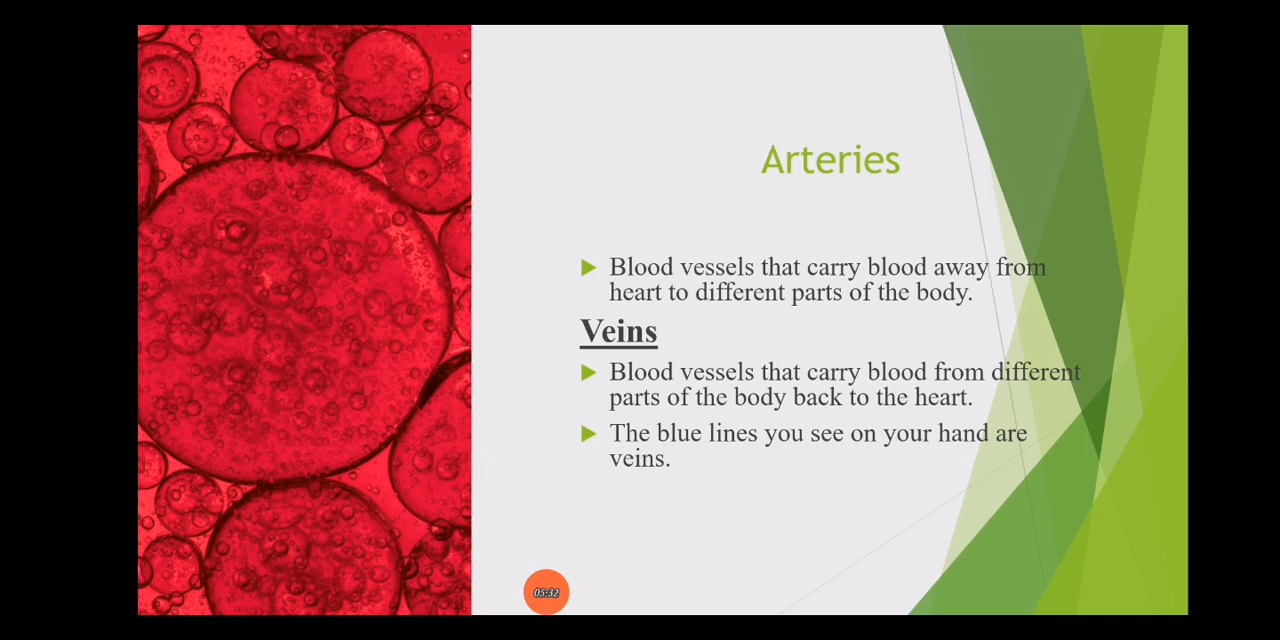 Arteries
Blood vessels that carry blood away from
heart to different parts of the body.
Veins
Blood vessels that carry blood from different
parts of the body back to the heart.
The blue lines you see on your hand are
veins.
05:32